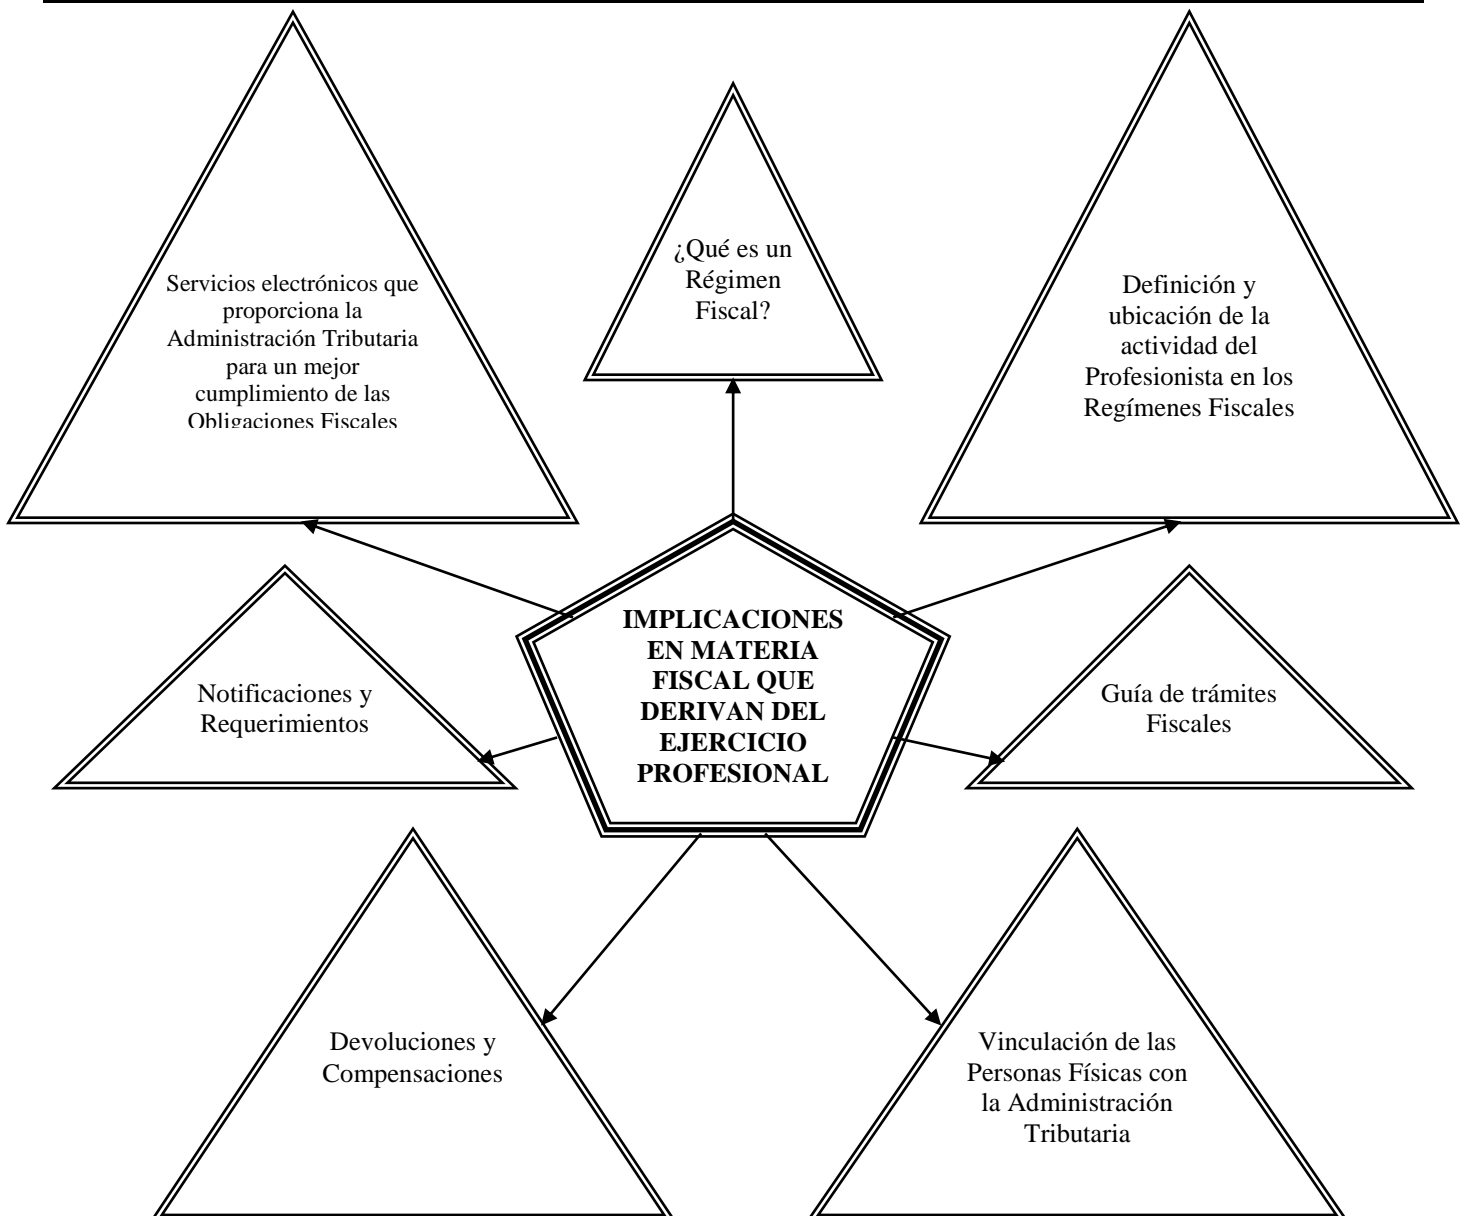 ¿Qué es un
Régimen
Fiscal?
Servicios electrónicos que
proporciona la
Administración Tributaria
para un mejor
cumplimiento de las
Obligaciones Fiscales
Definición y
ubicación de la
actividad del
Profesionista en los
Regímenes Fiscales
IMPLICACIONES
EN MATERIA
FISCAL QUE
DERIVAN DEL
EJERCICIO
PROFESIONAL
Notificaciones y
Requerimientos
Guía de trámites
Fiscales
Devoluciones y
Compensaciones
Vinculación de las
Personas Físicas con
la Administración
Tributaria